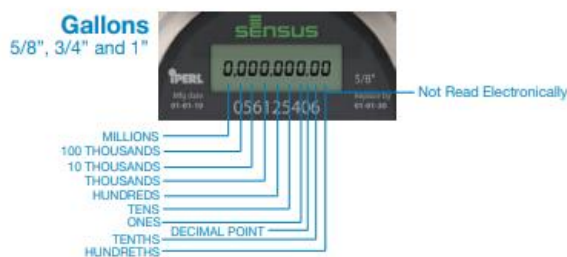 Gallons
5/8", 3/4" and 1"
sensus
0,000,000.00
iPERL
5/8"
Mfg date
01-01-10
Replace by
01-01-30
056125406
Not Read Electronically
MILLIONS
100 THOUSANDS
10 THOUSANDS
THOUSANDS
HUNDREDS
TENS
ONES
DECIMAL POINT
TENTHS
HUNDRETHS